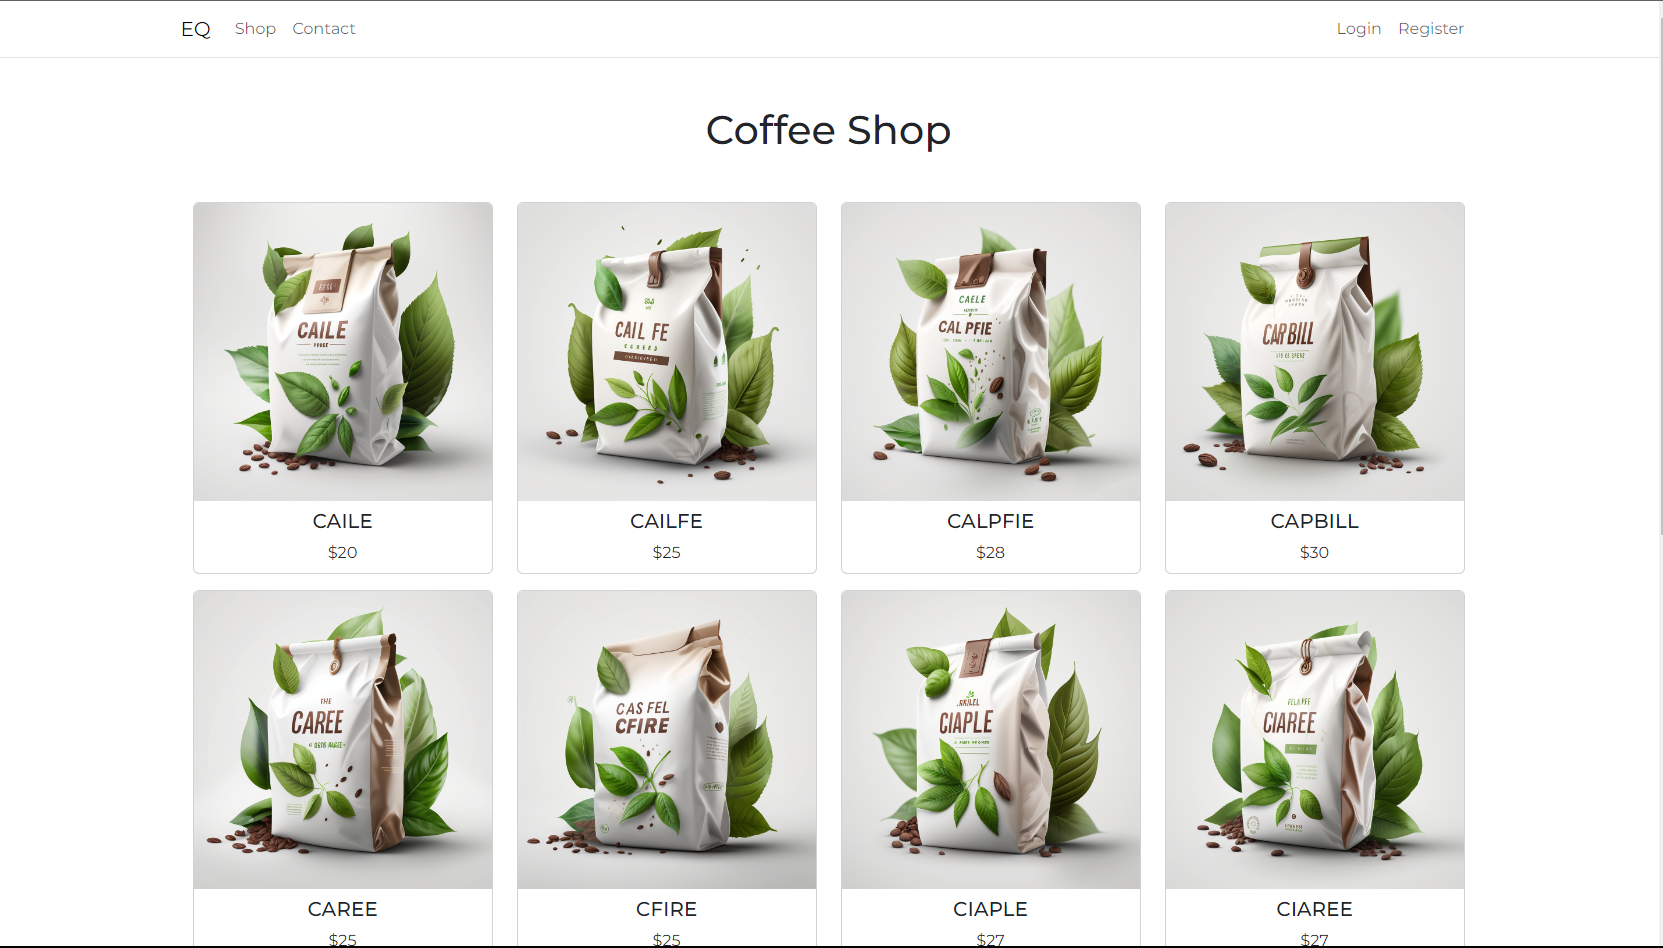 EQ Shop Contact Login Register
Coffee Shop
CAILE
CAIL FE
CAELE
CAL PFIE
CAPBILL
CAILE
$20
CAILFE
$25
CALPFIE
$28
CAPBILL
$30
THE
CAREE
CAS FEL
CFIRE
CIAPLE
CIAREE
CAREE
$25
CFIRE
$25
CIAPLE
$27
CIAREE
$27